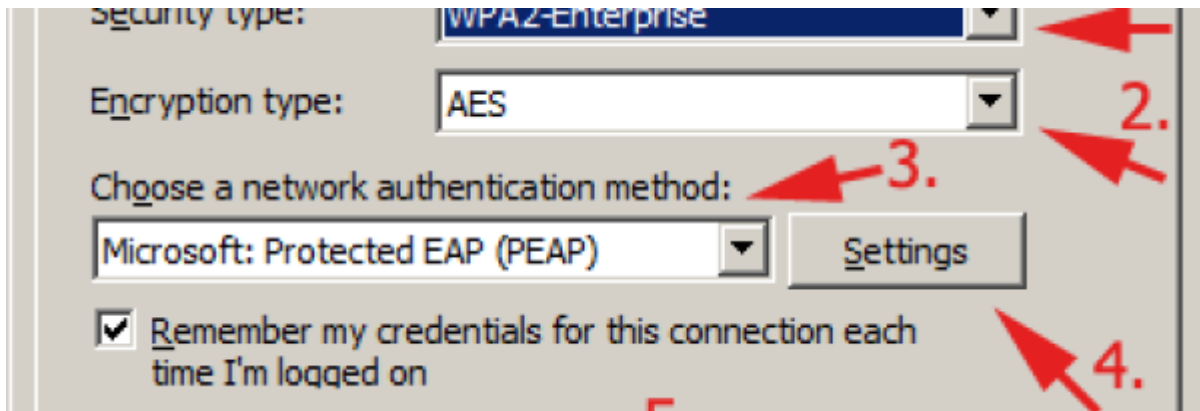 Security type: WPA2-Enterprise
Encryption type: AES 2.
Choose a network authentication method: 3.
Microsoft: Protected EAP (PEAP) Settings
Remember my credentials for this connection each
time I'm logged on 4.